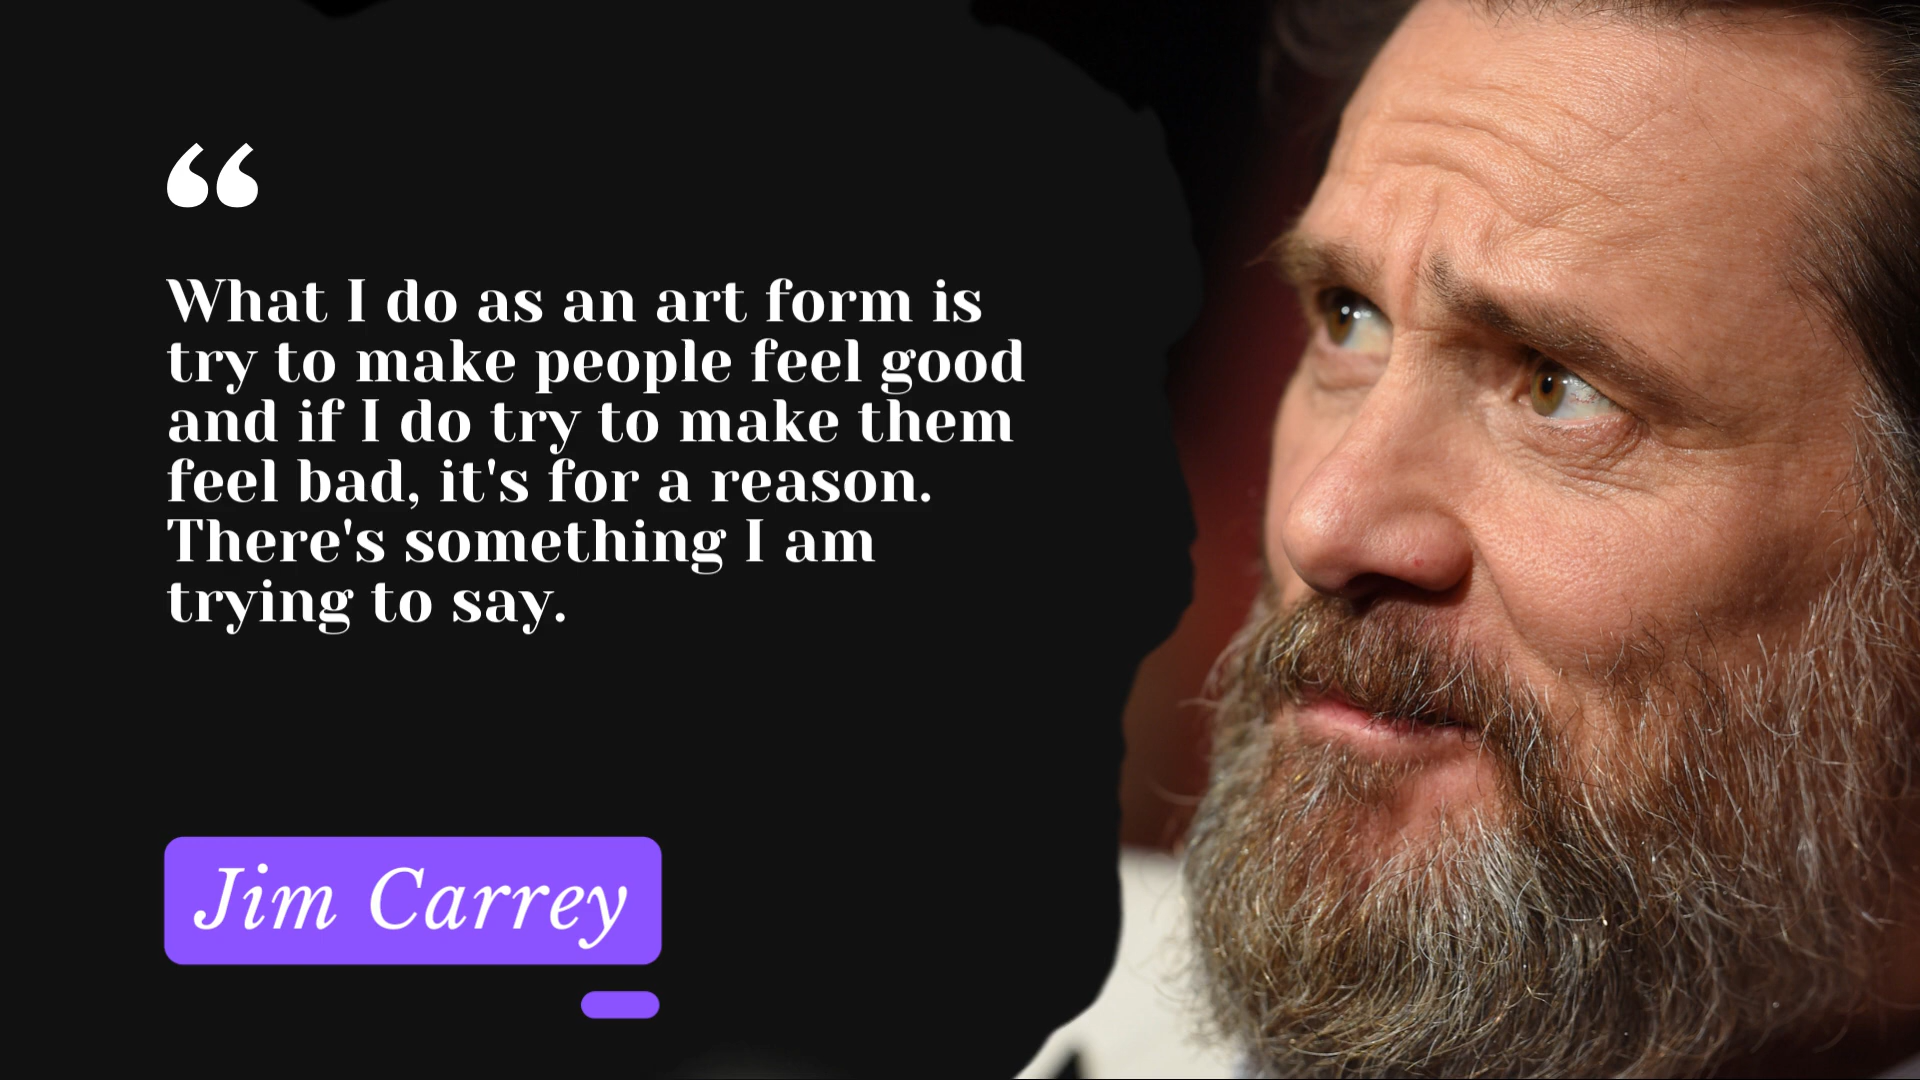 “
What I do as an art form is
try to make people feel good
and if I do try to make them
feel bad, it's for a reason.
There's something I am
trying to say.
Jim Carrey